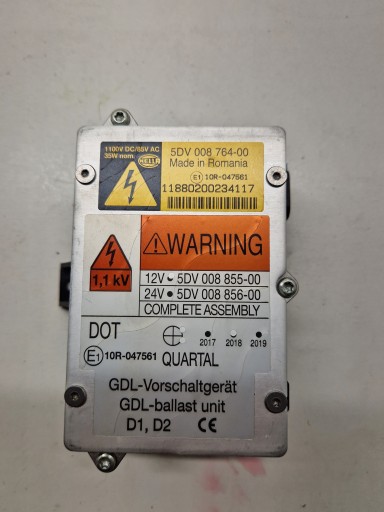 1100V DC/85V AC
35W mm.
HELLA
5DV 008 764-00
Made in Romania
E1 10R-047561
11880200234117
WARNING
1,1 kV
12V 5DV 008 855-00
24V 5DV 008 856-00
COMPLETE ASSEMBLY
DOT
2017 2018 2019
E1 10R-047561 QUARTAL
GDL-Vorschaltgerät
GDL-ballast unit
D1, D2 CE